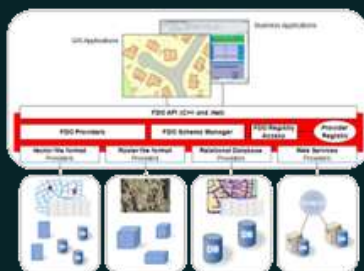 Business Applications
GIS Applications
FDO API (C++ and .Net)
FDO Providers
FDO Schema Manager
FDO Registry
Access
Provider
Registry
Vector file format
Providers
Raster file format
Providers
Relational Database
Providers
Web Services
Providers